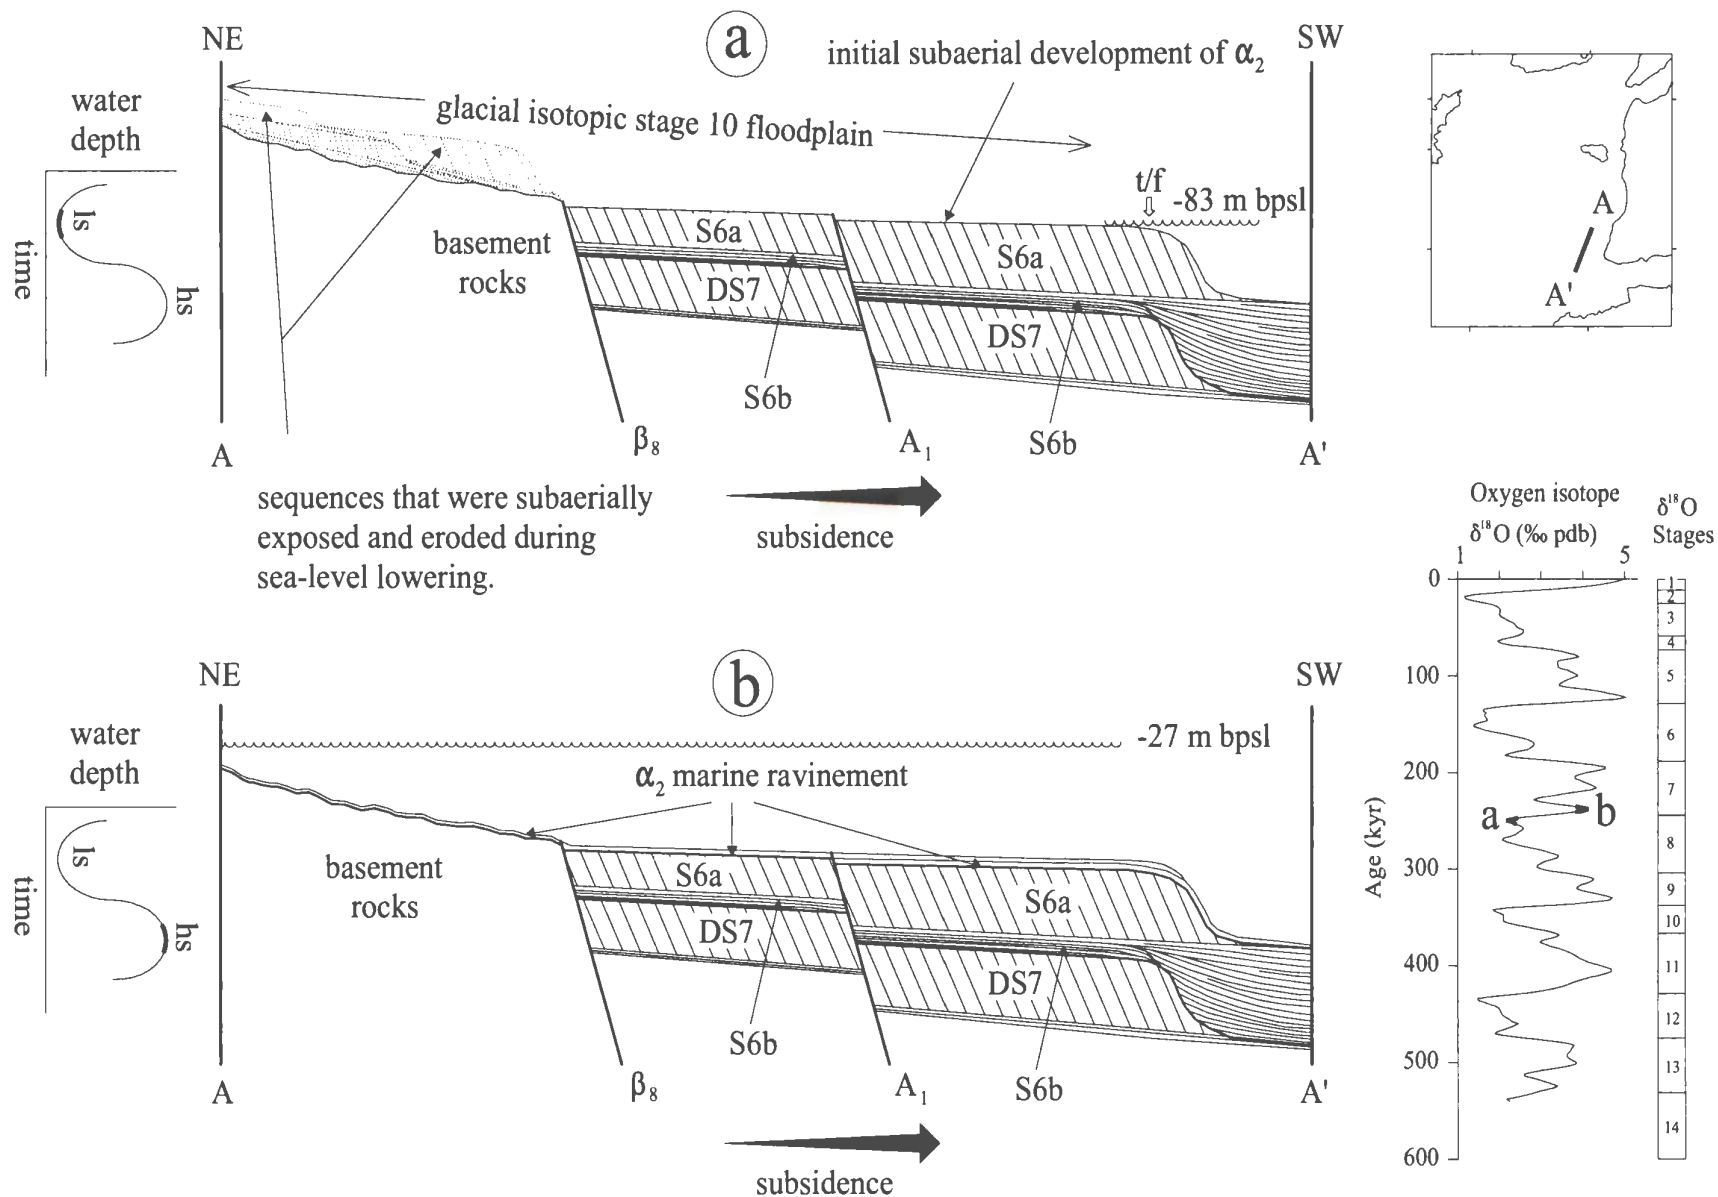 NE
a
SW
initial subaerial development of α₂
water
depth
glacial isotopic stage 10 floodplain
t/f
-83 m bpsl
ls
time
hs
S6a
basement
rocks
S6a
DS7
DS7
A
A'
S6b
S6b
A
β₈
A₁
A'
sequences that were subaerially
exposed and eroded during
sea-level lowering.
subsidence
Oxygen isotope
δ¹⁸O (‰ pdb)
1
5
δ¹⁸O
Stages
0
100
200
300
400
500
600
Age (kyr)
a
b
1
2
3
4
5
6
7
8
9
10
11
12
13
14
NE
b
SW
water
depth
-27 m bpsl
α₂ marine ravinement
ls
time
hs
basement
rocks
S6a
S6a
DS7
DS7
S6b
S6b
A
β₈
A₁
A'
subsidence